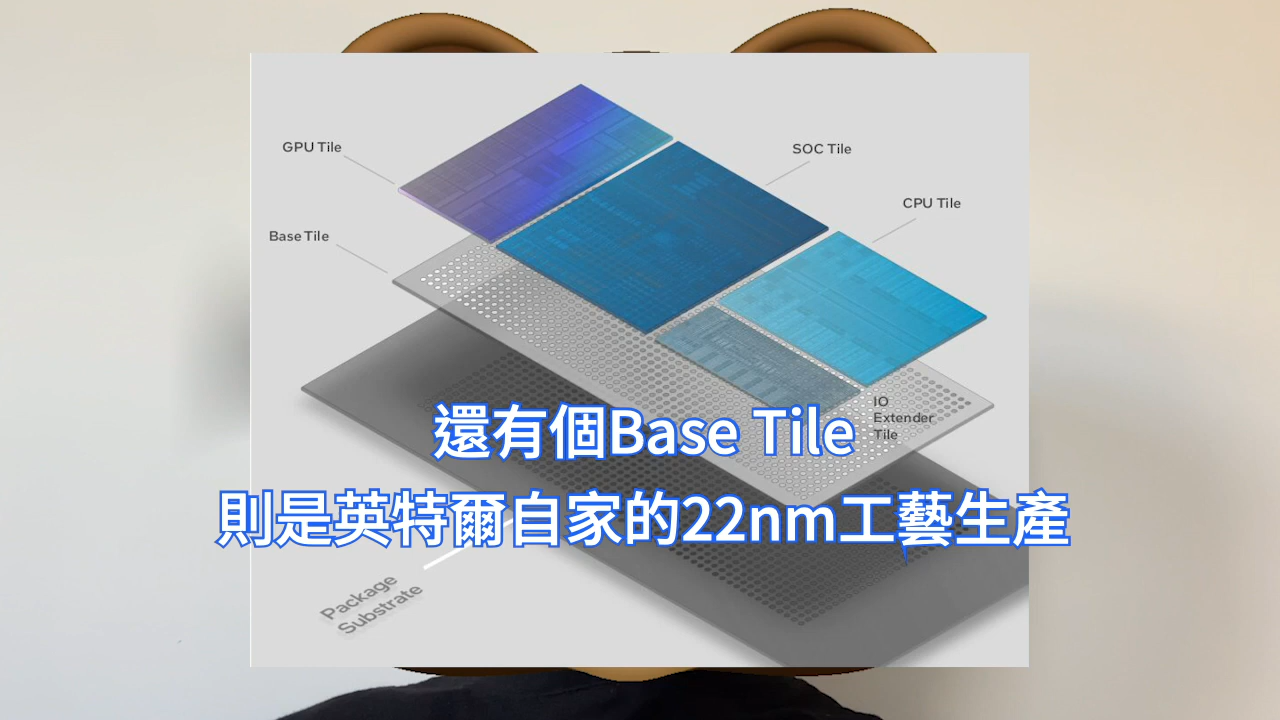 GPU Tile
SOC Tile
CPU Tile
Base Tile
IO
Extender
Tile
還有個Base Tile
則是英特爾自家的22nm工藝生產
Package
Substrate